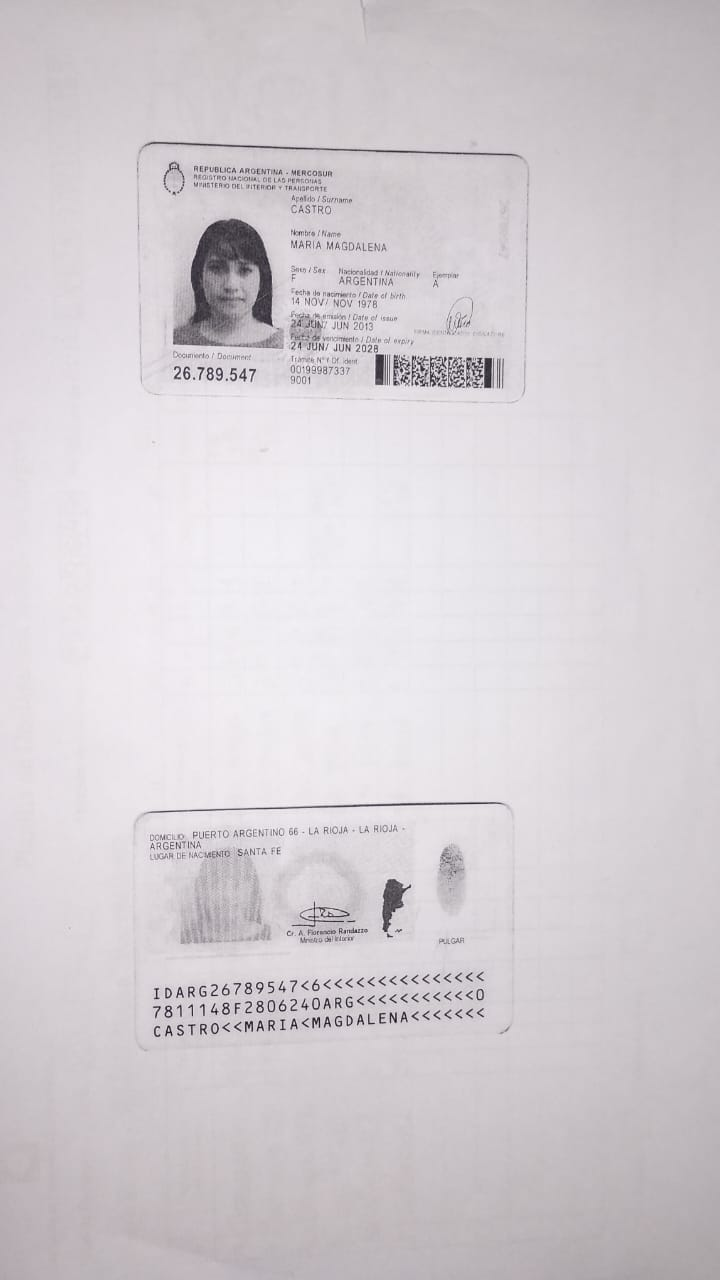 REPUBLICA ARGENTINA - MERCOSUR
REGISTRO NACIONAL DE LAS PERSONAS
MINISTERIO DEL INTERIOR Y TRANSPORTE
Apellido / Surname
CASTRO
Nombre / Name
MARIA MAGDALENA
Sexo / Sex Nacionalidad / Nationality Ejemplar
F ARGENTINA A
Fecha de nacimiento / Date of birth
14 NOV/ NOV 1978
Fecha de emisión / Date of issue
24 JUN/ JUN 2013
Fecha de vencimiento / Date of expiry
24 JUN/ JUN 2028
Documento / Document
26.789.547
Trámite Nº / Of. ident.
00199987337
9001
DOMICILIO: PUERTO ARGENTINO 66 - LA RIOJA - LA RIOJA -
ARGENTINA
LUGAR DE NACIMIENTO: SANTA FE
Cr. A. Florencio Randazzo
Ministro del Interior
PULGAR
IDARG26789547<6<<<<<<<<<<<<<<<
7811148F2806240ARG<<<<<<<<<<<0
CASTRO<<MARIA<MAGDALENA<<<<<<<